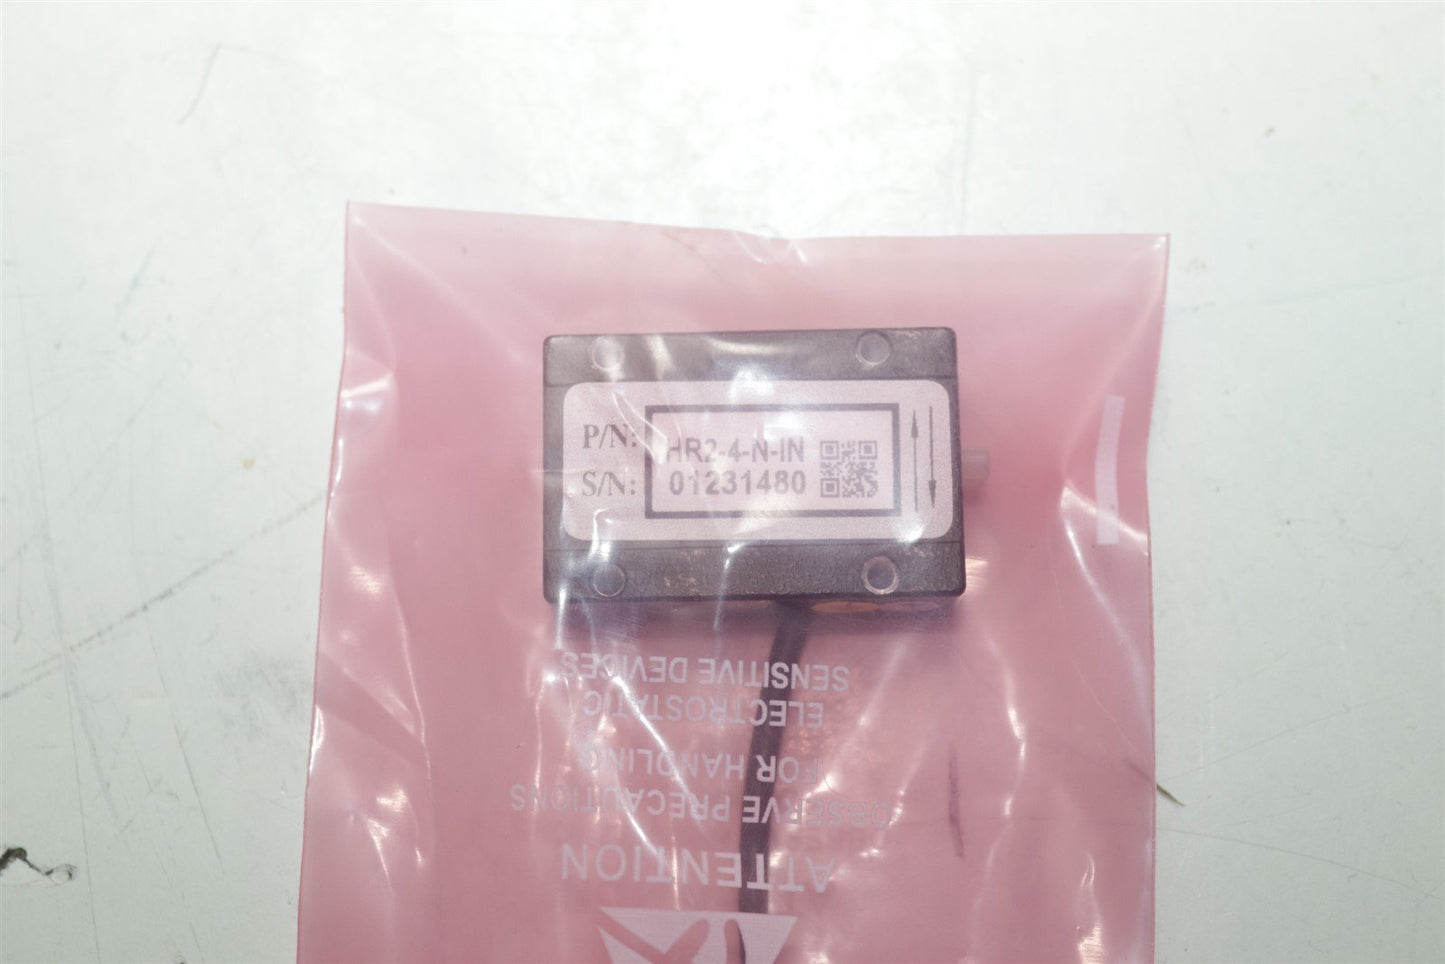 P/N: HR2-4-N-IN
S/N: 01231480
ATTENTION
OBSERVE PRECAUTIONS
FOR HANDLING
ELECTROSTATIC
SENSITIVE DEVICES